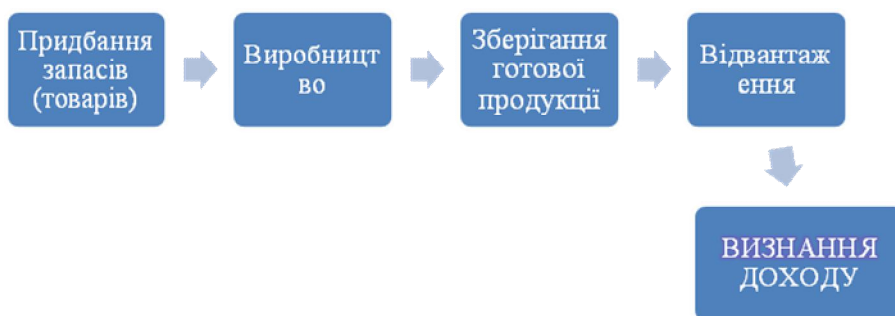 Придбання
запасів
(товарів)
Виробницт
во
Зберігання
готової
продукції
Відвантаж
ення
ВИЗНАННЯ
ДОХОДУ